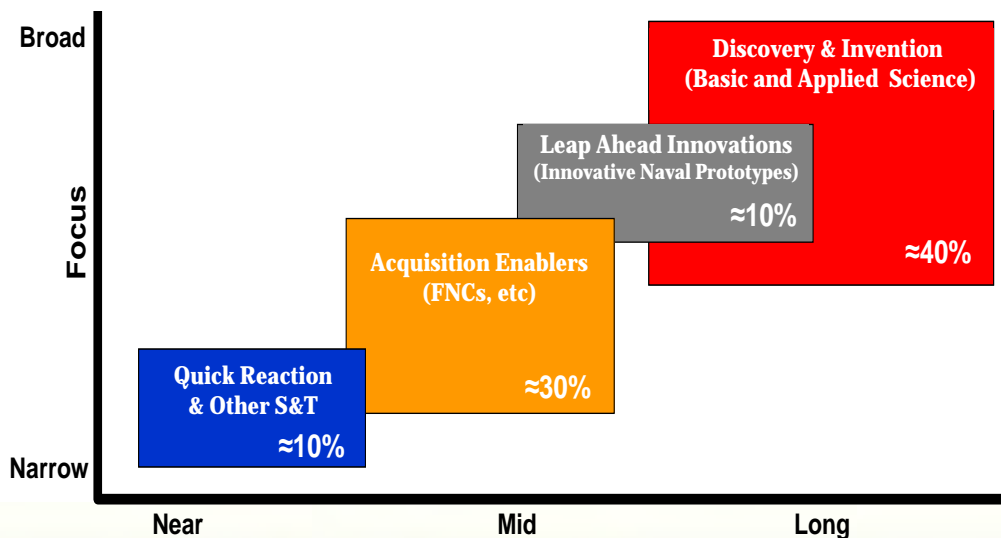 Broad
Discovery & Invention
(Basic and Applied Science)
Leap Ahead Innovations
(Innovative Naval Prototypes)
≈10%
≈40%
Focus
Acquisition Enablers
(FNCs, etc)
≈30%
Quick Reaction
& Other S&T
≈10%
Narrow
Near Mid Long